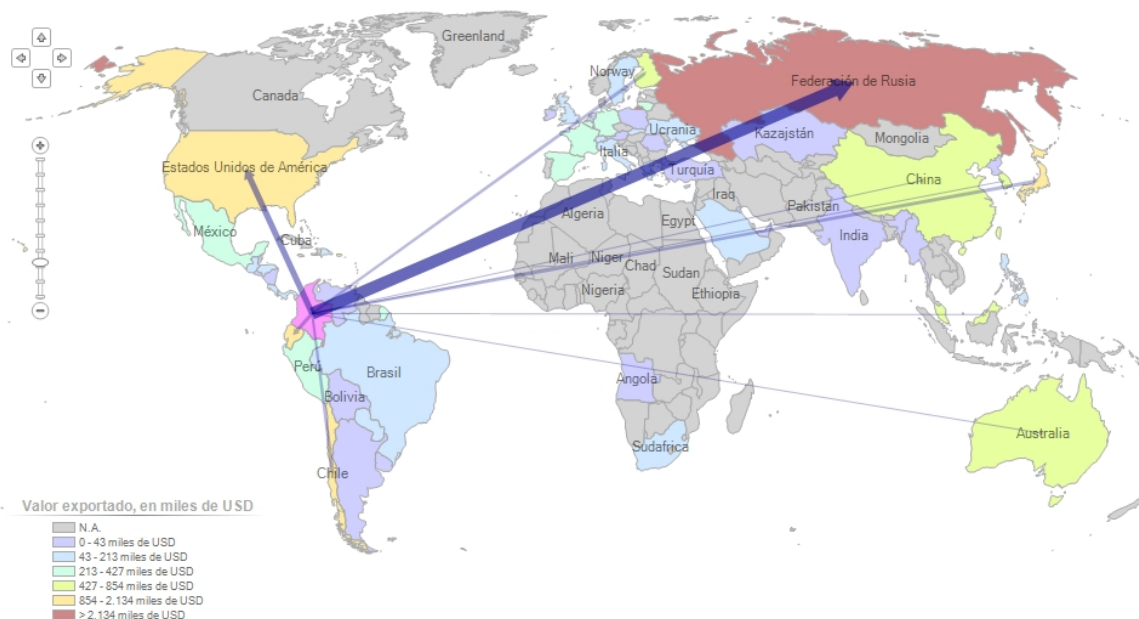 Greenland
Norway
Federación de Rusia
Canada
Ucrania
Kazajstán
Mongolia
Estados Unidos de América
Italia
Turquía
China
Iraq
Pakistán
Algeria
Egypt
México
Cuba
India
Mali
Niger
Chad
Sudan
Nigeria
Ethiopia
Perú
Brasil
Angola
Bolivia
Australia
Sudafrica
Chile
Valor exportado, en miles de USD
N.A.
0 - 43 miles de USD
43 - 213 miles de USD
213 - 427 miles de USD
427 - 854 miles de USD
854 - 2.134 miles de USD
> 2.134 miles de USD